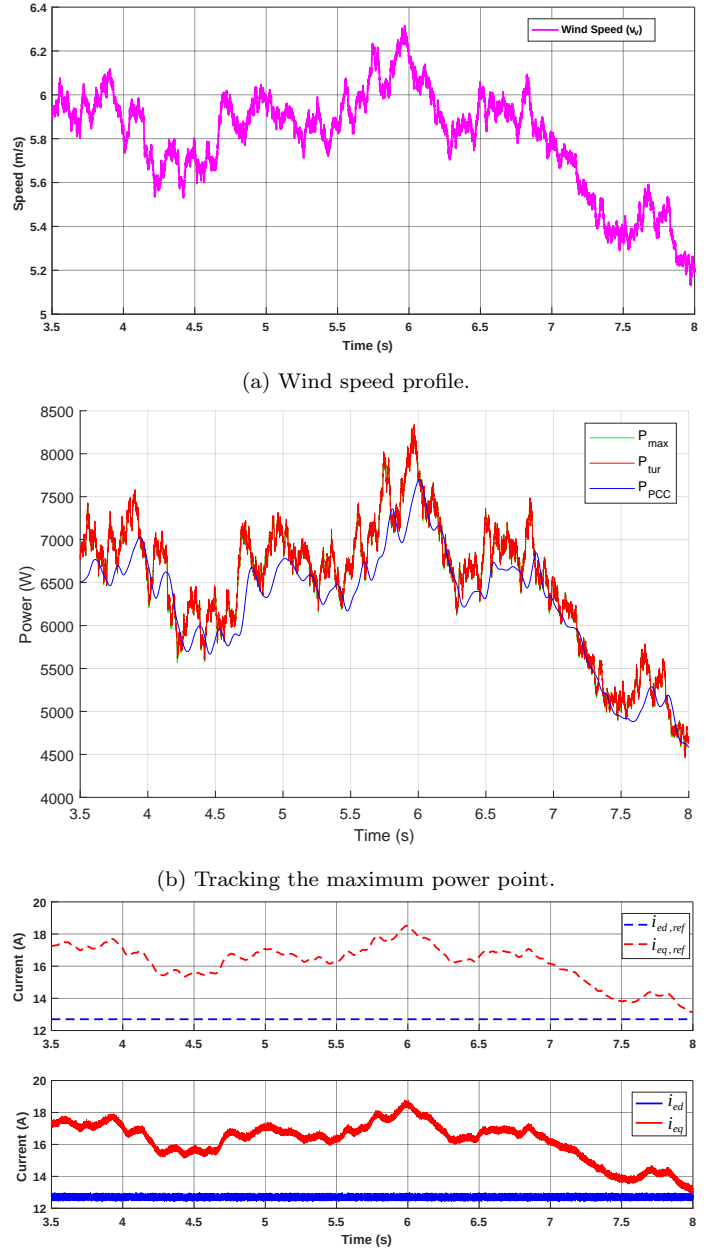 6.4
6.2
6
5.8
5.6
5.4
5.2
5
Speed (m/s)
Wind Speed (vᵥ)
3.5 4 4.5 5 5.5 6 6.5 7 7.5 8
Time (s)
(a) Wind speed profile.
8500
8000
7500
7000
6500
6000
5500
5000
4500
4000
Power (W)
P_max
P_tur
P_PCC
3.5 4 4.5 5 5.5 6 6.5 7 7.5 8
Time (s)
(b) Tracking the maximum power point.
20
18
16
14
12
Current (A)
i_ed,ref
i_eq,ref
3.5 4 4.5 5 5.5 6 6.5 7 7.5 8
20
18
16
14
12
Current (A)
i_ed
i_eq
3.5 4 4.5 5 5.5 6 6.5 7 7.5 8
Time (s)